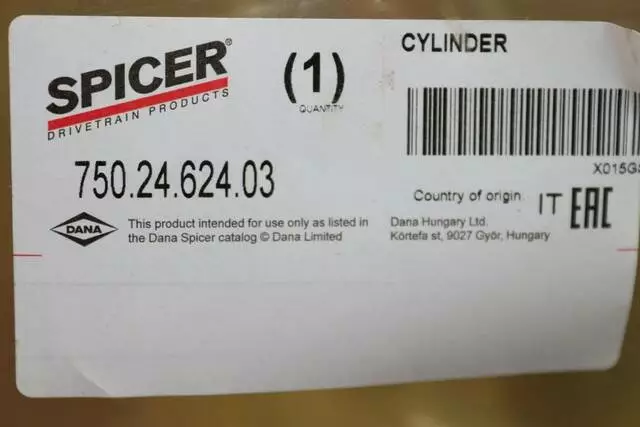 SPICER®
DRIVETRAIN PRODUCTS
(1)
QUANTITY
CYLINDER
750.24.624.03
Country of origin IT EAC
DANA
This product intended for use only as listed in
the Dana Spicer catalog © Dana Limited
Dana Hungary Ltd.
Körtefa st, 9027 Győr, Hungary